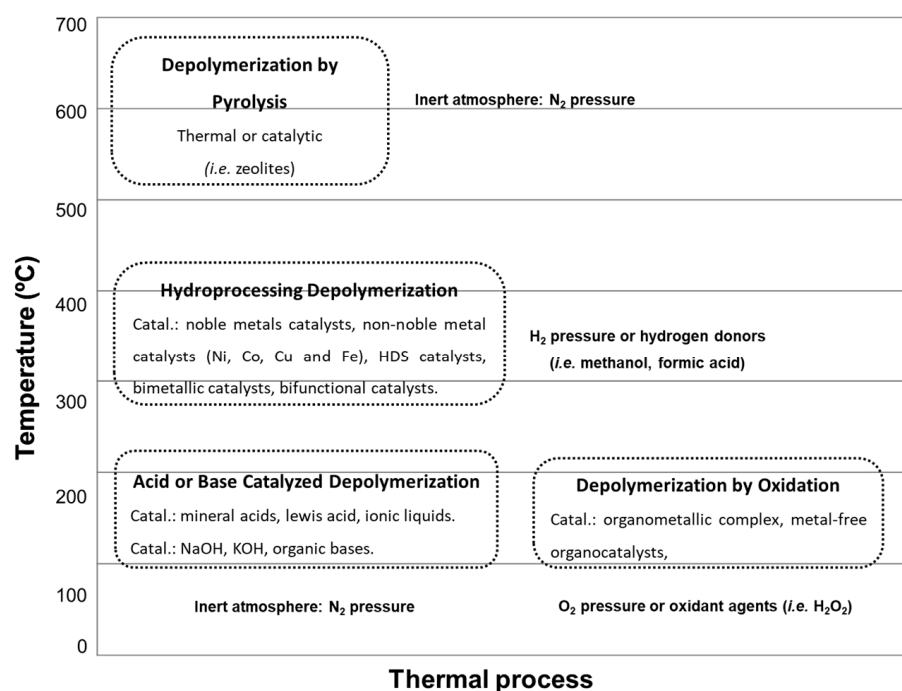 700
600
500
400
300
200
100
0
Temperature (ºC)
Depolymerization by
Pyrolysis
Thermal or catalytic
(i.e. zeolites)
Inert atmosphere: N₂ pressure
Hydroprocessing Depolymerization
Catal.: noble metals catalysts, non-noble metal
catalysts (Ni, Co, Cu and Fe), HDS catalysts,
bimetallic catalysts, bifunctional catalysts.
H₂ pressure or hydrogen donors
(i.e. methanol, formic acid)
Acid or Base Catalyzed Depolymerization
Catal.: mineral acids, lewis acid, ionic liquids.
Catal.: NaOH, KOH, organic bases.
Inert atmosphere: N₂ pressure
Depolymerization by Oxidation
Catal.: organometallic complex, metal-free
organocatalysts,
O₂ pressure or oxidant agents (i.e. H₂O₂)
Thermal process